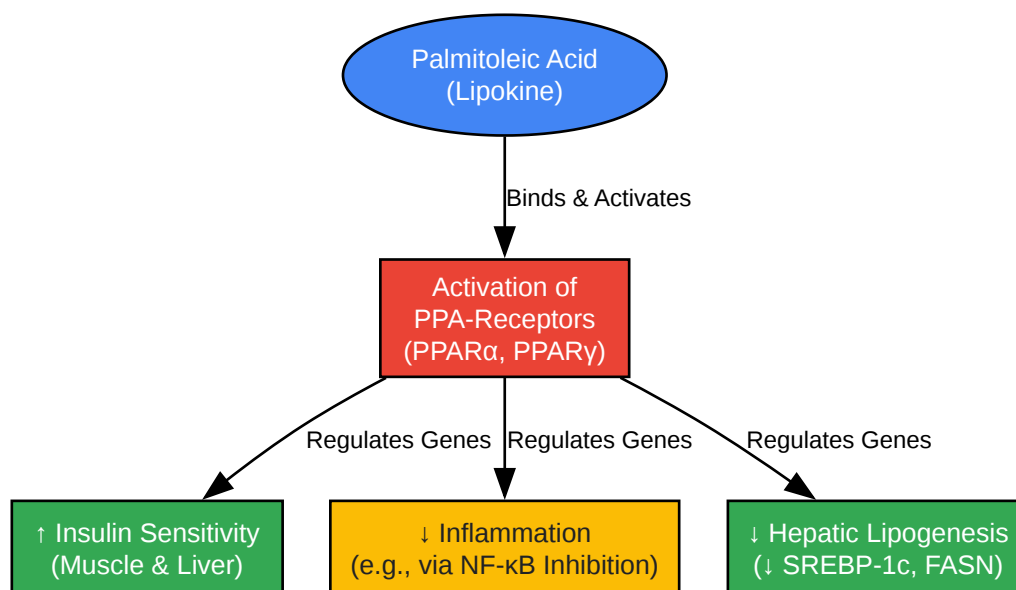 Palmitoleic Acid
(Lipokine)
Binds & Activates
Activation of
PPA-Receptors
(PPARα, PPARγ)
Regulates Genes
Regulates Genes
Regulates Genes
↑ Insulin Sensitivity
(Muscle & Liver)
↓ Inflammation
(e.g., via NF-κB Inhibition)
↓ Hepatic Lipogenesis
(↓ SREBP-1c, FASN)